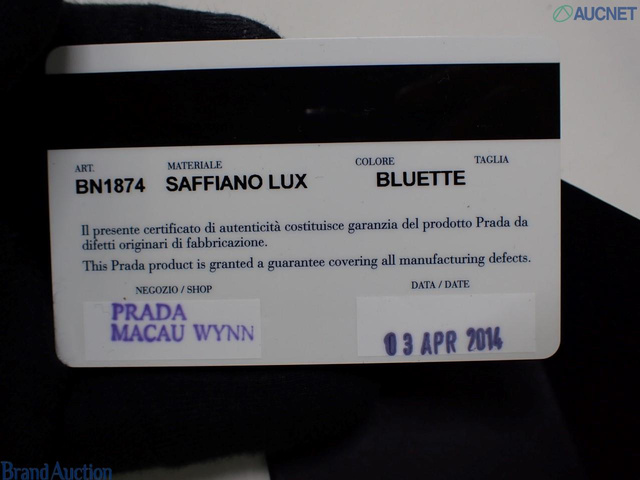 AUCNET
ART. MATERIALE COLORE TAGLIA
BN1874 SAFFIANO LUX BLUETTE
Il presente certificato di autenticità costituisce garanzia del prodotto Prada da
difetti originari di fabbricazione.
This Prada product is granted a guarantee covering all manufacturing defects.
NEGOZIO / SHOP DATA / DATE
PRADA
MACAU WYNN 03 APR 2014
Brand Auction